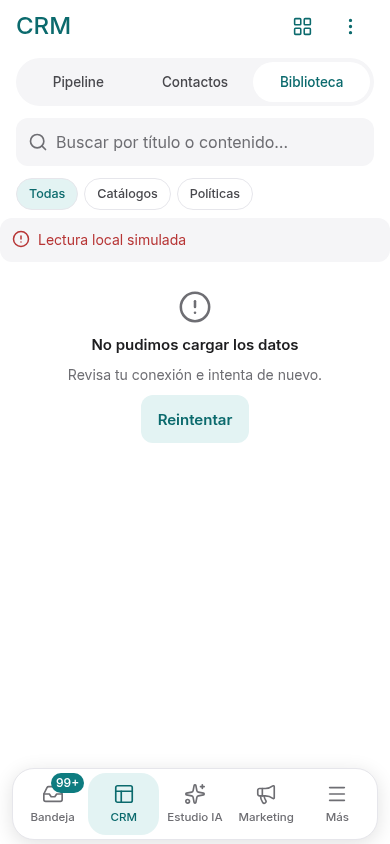 CRM
Pipeline
Contactos
Biblioteca
Buscar por título o contenido...
Todas
Catálogos
Políticas
Lectura local simulada
No pudimos cargar los datos
Revisa tu conexión e intenta de nuevo.
Reintentar
99+
Bandeja
CRM
Estudio IA
Marketing
Más